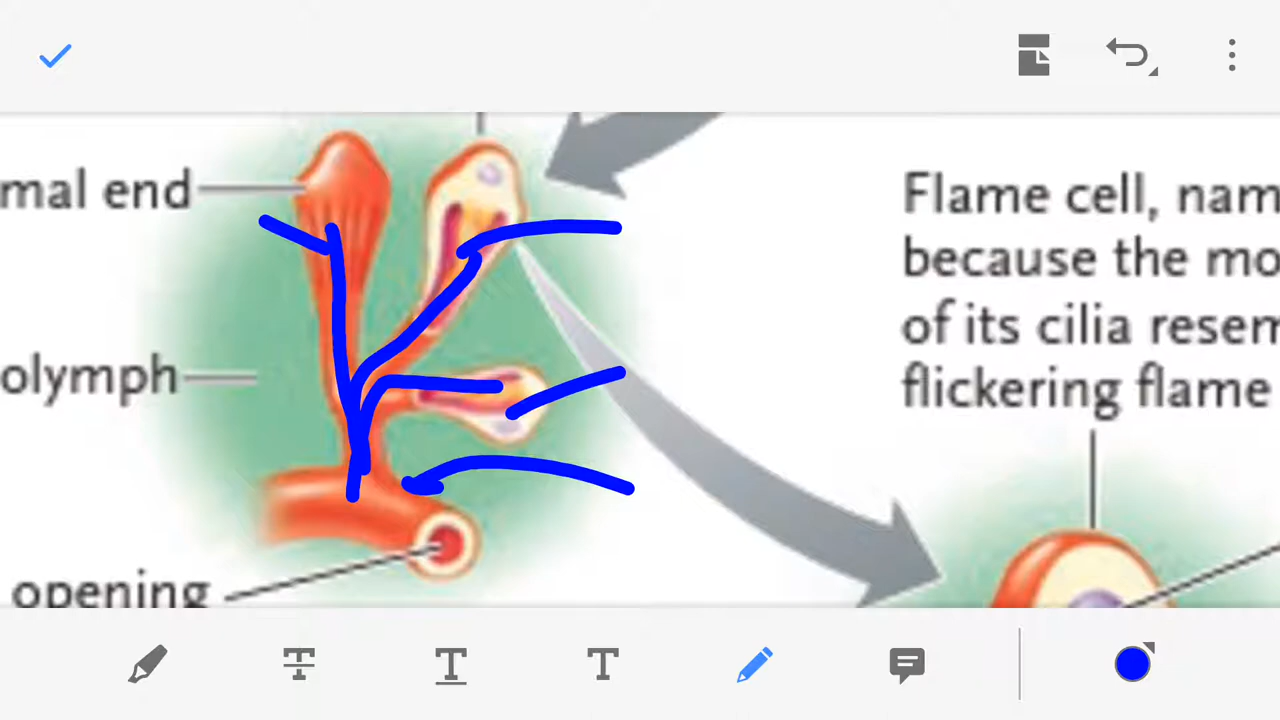 mal end
Flame cell, nam
because the mo
of its cilia resem
flickering flame
olymph
opening